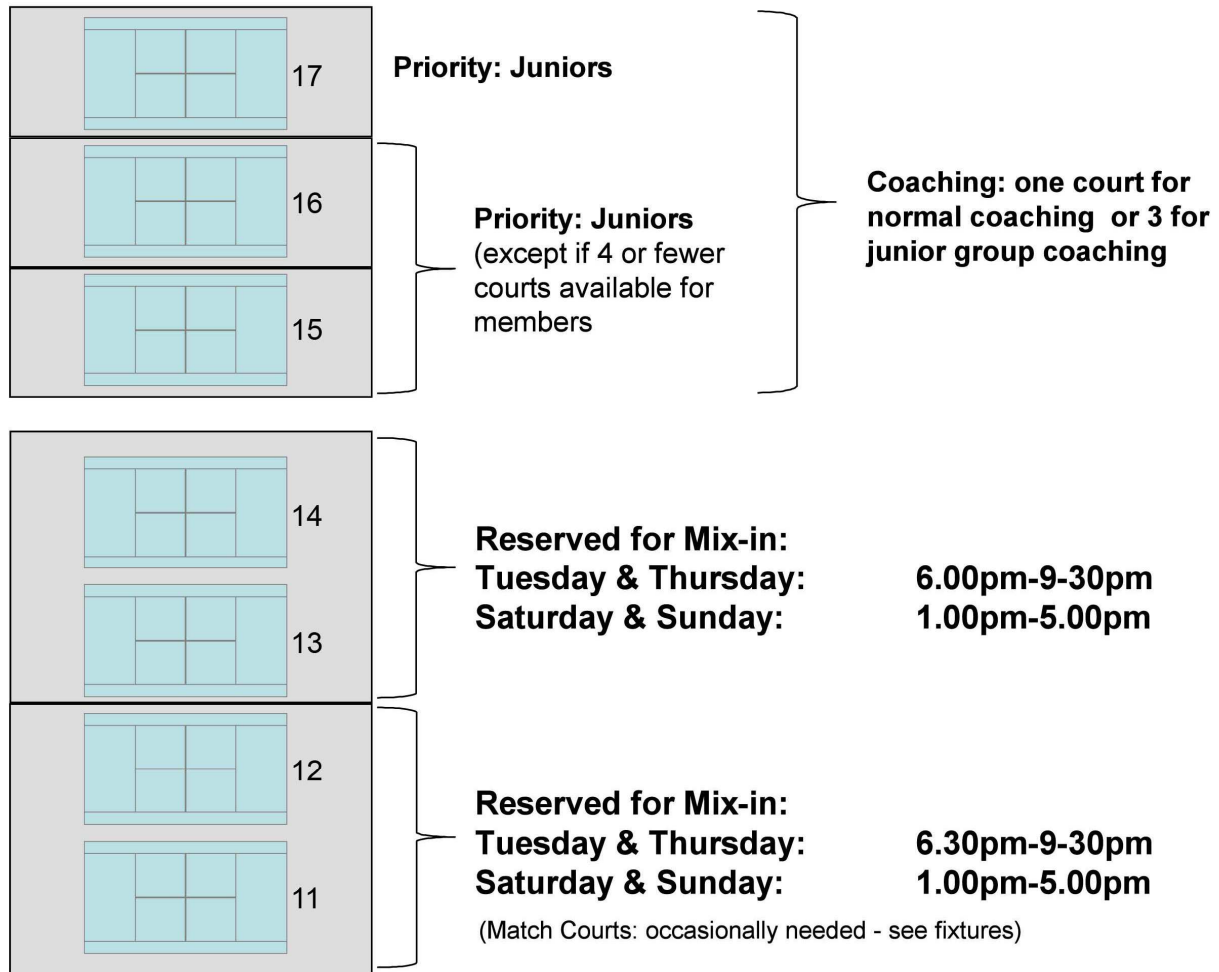 17
Priority: Juniors
16
15
Priority: Juniors
(except if 4 or fewer
courts available for
members
Coaching: one court for
normal coaching or 3 for
junior group coaching
14
13
Reserved for Mix-in:
Tuesday & Thursday: 6.00pm-9-30pm
Saturday & Sunday: 1.00pm-5.00pm
12
11
Reserved for Mix-in:
Tuesday & Thursday: 6.30pm-9-30pm
Saturday & Sunday: 1.00pm-5.00pm
(Match Courts: occasionally needed - see fixtures)